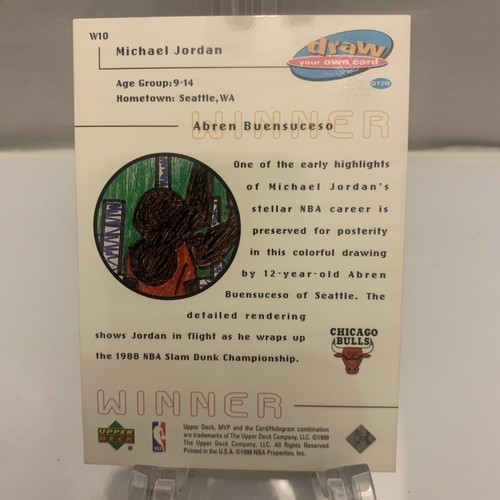 W10
Michael Jordan
draw
your own card
DY2W
Age Group:9-14
Hometown: Seattle,WA
WINNER
Abren Buensuceso
One of the early highlights
of Michael Jordan's
stellar NBA career is
preserved for posterity
in this colorful drawing
by 12-year-old Abren
Buensuceso of Seattle. The
detailed rendering
shows Jordan in flight as he wraps up
the 1988 NBA Slam Dunk Championship.
CHICAGO
BULLS
WINNER
UPPER
DECK
NBA
Upper Deck, MVP and the Card/Hologram combination
are trademarks of The Upper Deck Company, LLC. ©1999
The Upper Deck Company, LLC. All Rights Reserved.
Printed in the U.S.A. ©1999 NBA Properties, Inc.